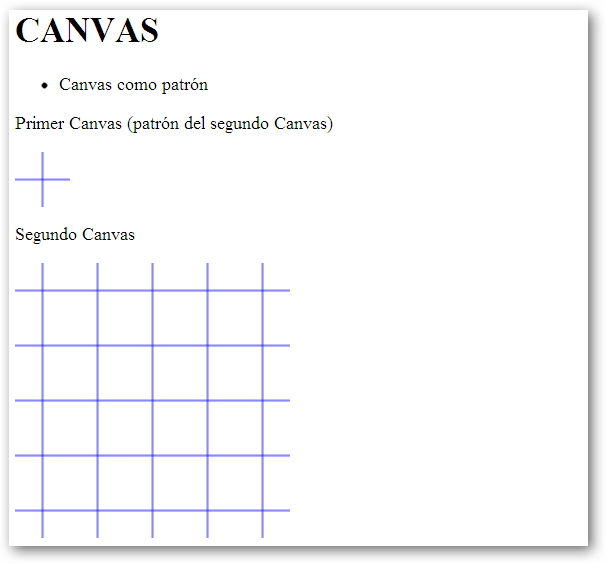 CANVAS
Canvas como patrón
Primer Canvas (patrón del segundo Canvas)
Segundo Canvas